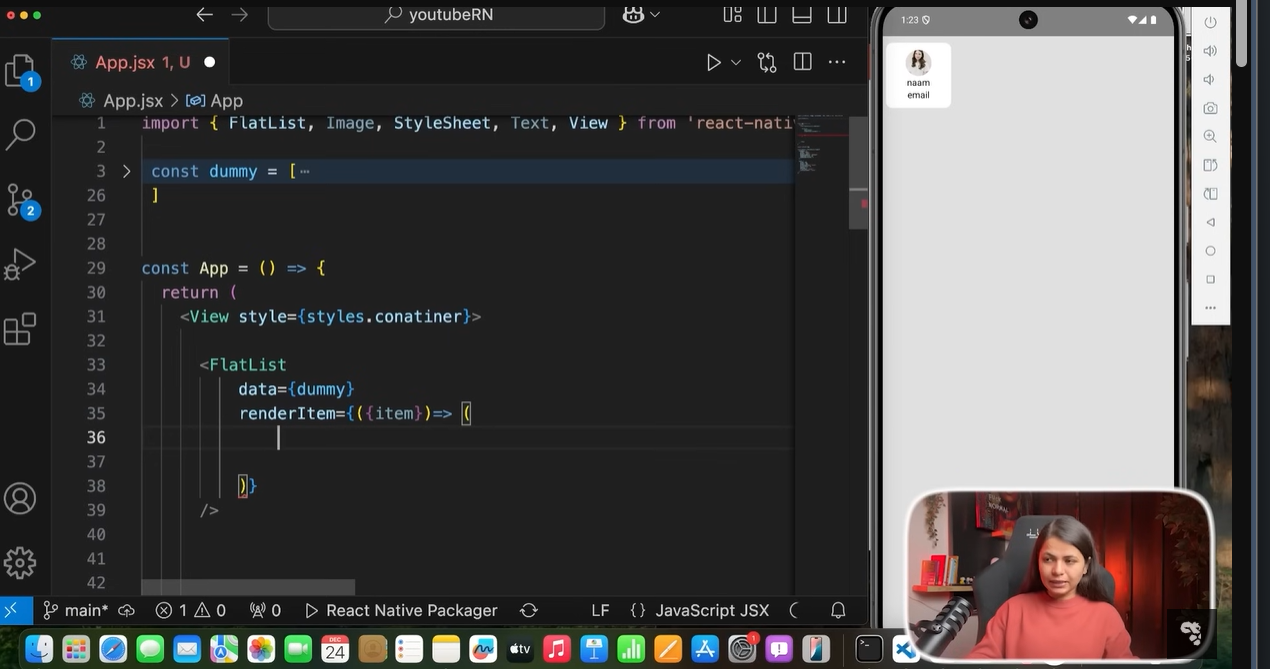 youtubeRN
1:23
App.jsx 1, U
App.jsx > App
1 import { FlatList, Image, StyleSheet, Text, View } from 'react-nati
2
3 const dummy = [ ⋯
26 ]
27
28
29 const App = () => {
30 return (
31 <View style={styles.conatiner}>
32
33 <FlatList
34 data={dummy}
35 renderItem={({item})=> (
36
37
38 )}
39 />
40
41
42
naam
email
1
2
main* 1 0 0 React Native Packager LF {} JavaScript JSX
DEC
24
tv
1